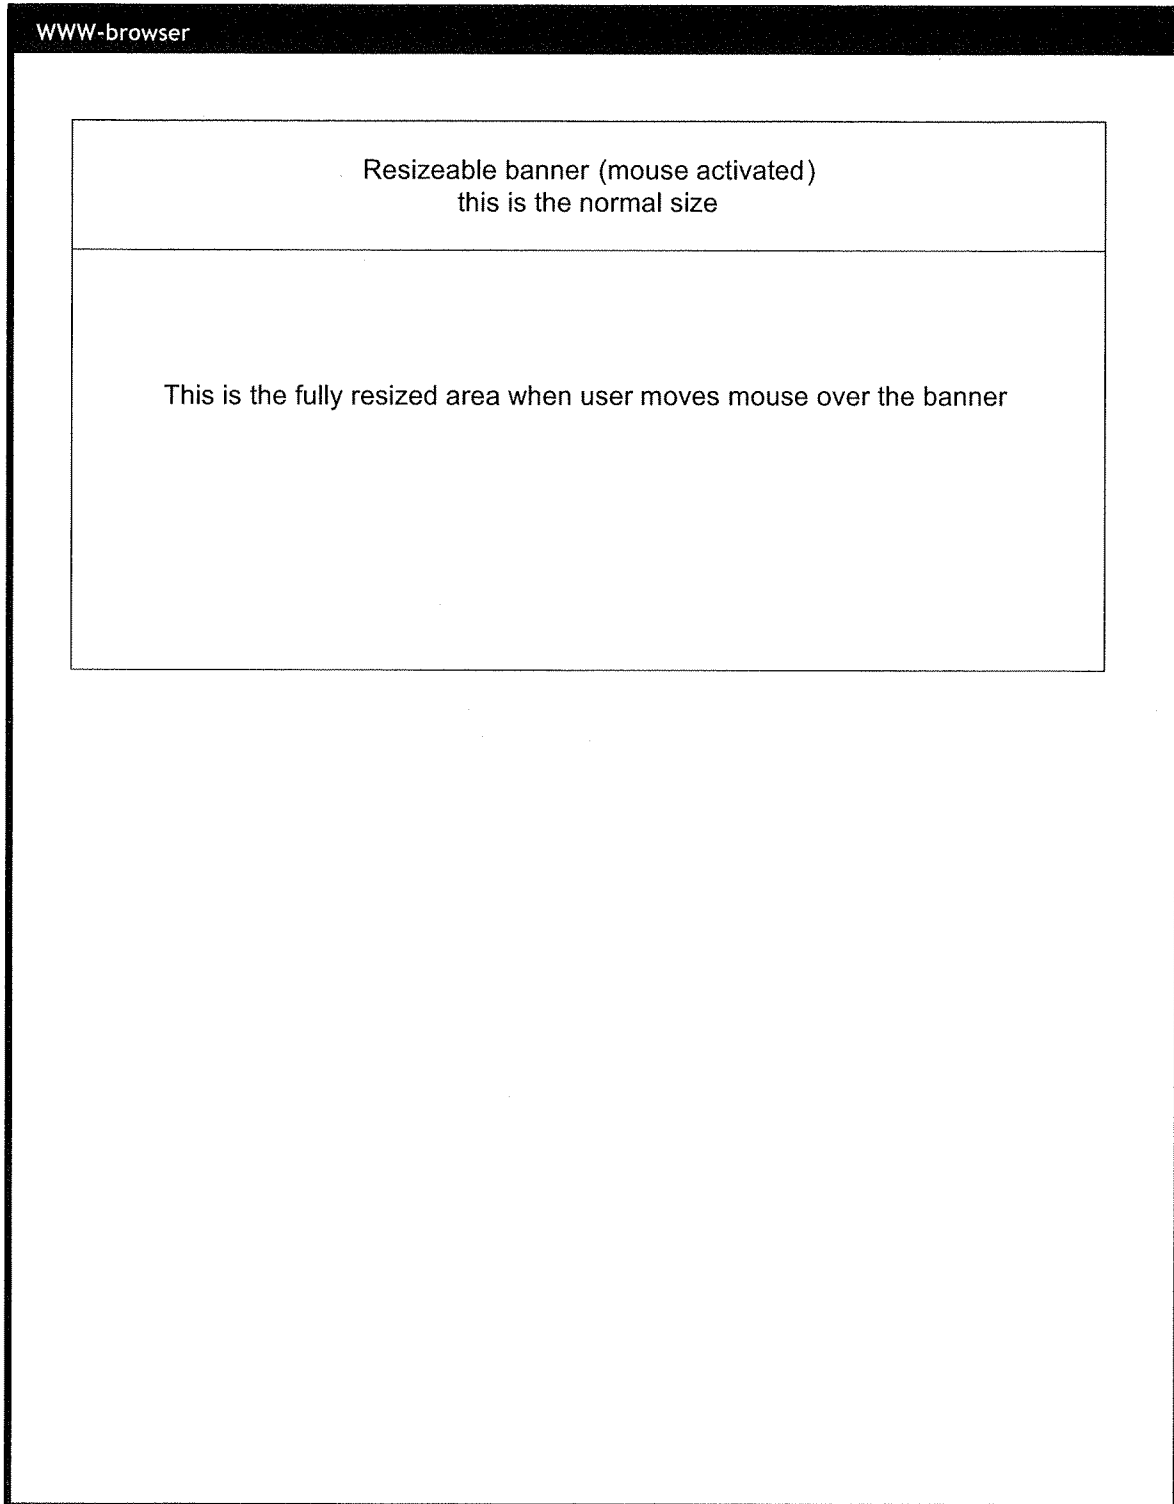 WWW-browser
Resizeable banner (mouse activated)
this is the normal size
This is the fully resized area when user moves mouse over the banner